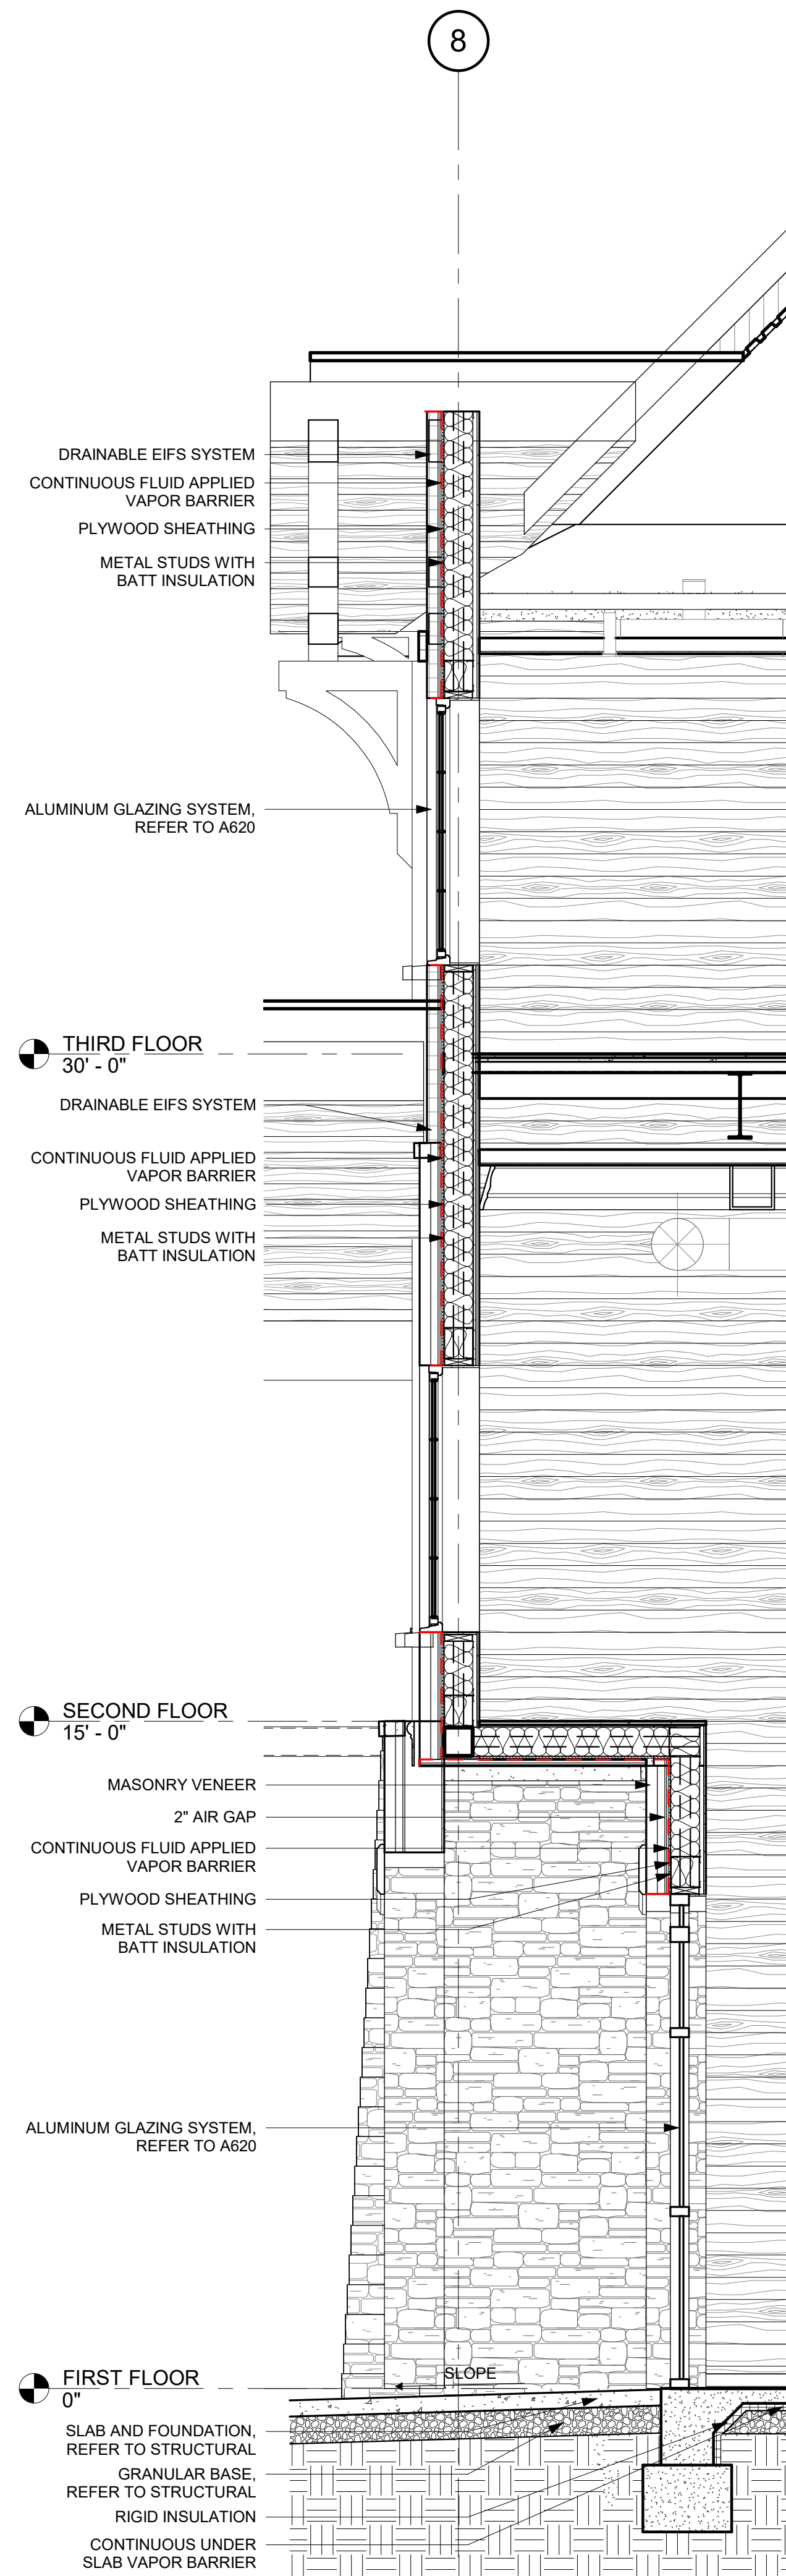 8
DRAINABLE EIFS SYSTEM
CONTINUOUS FLUID APPLIED
VAPOR BARRIER
PLYWOOD SHEATHING
METAL STUDS WITH
BATT INSULATION
ALUMINUM GLAZING SYSTEM,
REFER TO A620
THIRD FLOOR
30' - 0"
DRAINABLE EIFS SYSTEM
CONTINUOUS FLUID APPLIED
VAPOR BARRIER
PLYWOOD SHEATHING
METAL STUDS WITH
BATT INSULATION
SECOND FLOOR
15' - 0"
MASONRY VENEER
2" AIR GAP
CONTINUOUS FLUID APPLIED
VAPOR BARRIER
PLYWOOD SHEATHING
METAL STUDS WITH
BATT INSULATION
ALUMINUM GLAZING SYSTEM,
REFER TO A620
SLOPE
FIRST FLOOR
0"
SLAB AND FOUNDATION,
REFER TO STRUCTURAL
GRANULAR BASE,
REFER TO STRUCTURAL
RIGID INSULATION
CONTINUOUS UNDER
SLAB VAPOR BARRIER